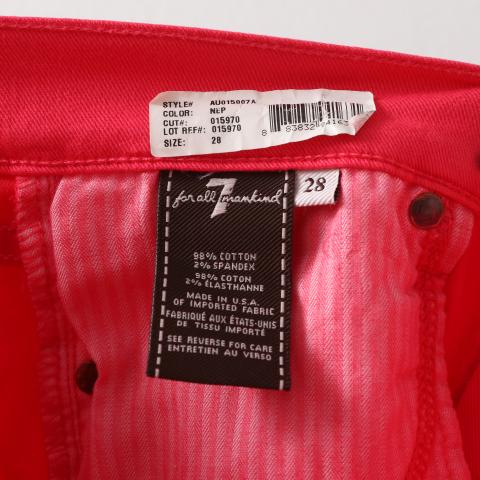 STYLE# AU015007A
COLOR: NEP
CUT#: 015970
LOT REF#: 015970
SIZE: 28
7
for all mankind
28
98% COTTON
2% SPANDEX
98% COTON
2% ÉLASTHANNE
MADE IN U.S.A.
OF IMPORTED FABRIC
FABRIQUÉ AUX ÉTATS-UNIS
DE TISSU IMPORTÉ
SEE REVERSE FOR CARE
ENTRETIEN AU VERSO